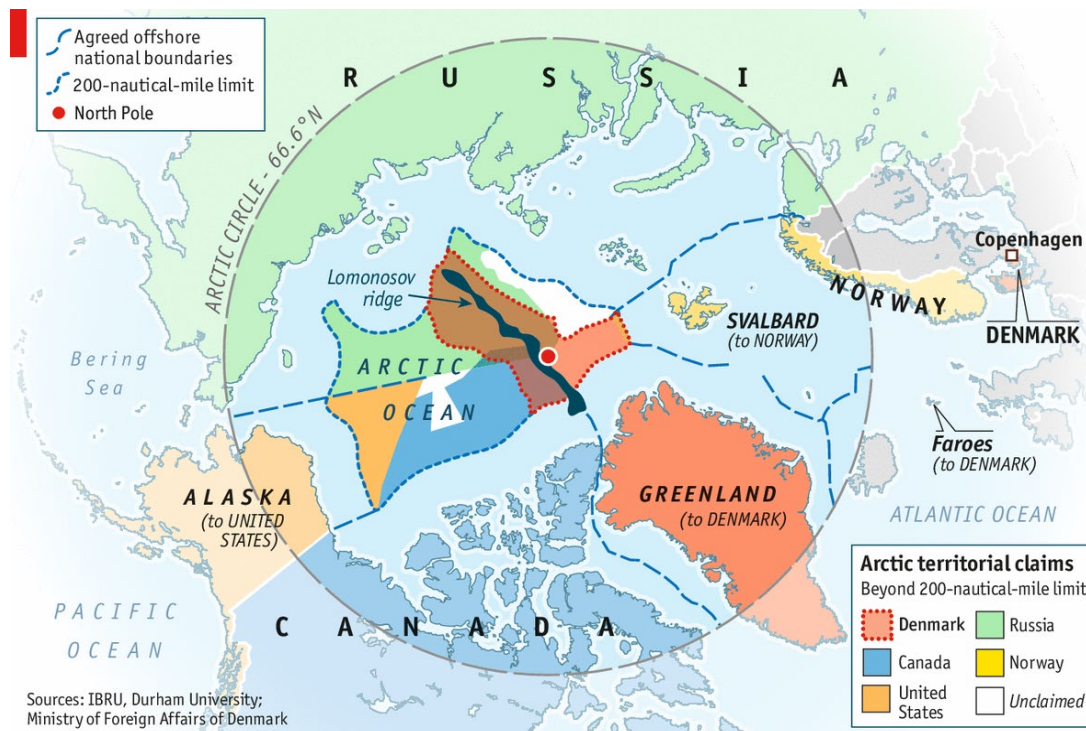 Agreed offshore
national boundaries
200-nautical-mile limit
North Pole
RUSSIA
ARCTIC CIRCLE - 66.6°N
Lomonosov
ridge
Copenhagen
NORWAY
DENMARK
SVALBARD
(to NORWAY)
Bering
Sea
ARCTIC
OCEAN
Faroes
(to DENMARK)
ALASKA
(to UNITED
STATES)
GREENLAND
(to DENMARK)
ATLANTIC OCEAN
PACIFIC
OCEAN
CANADA
Arctic territorial claims
Beyond 200-nautical-mile limit
Denmark
Russia
Canada
Norway
United
States
Unclaimed
Sources: IBRU, Durham University;
Ministry of Foreign Affairs of Denmark